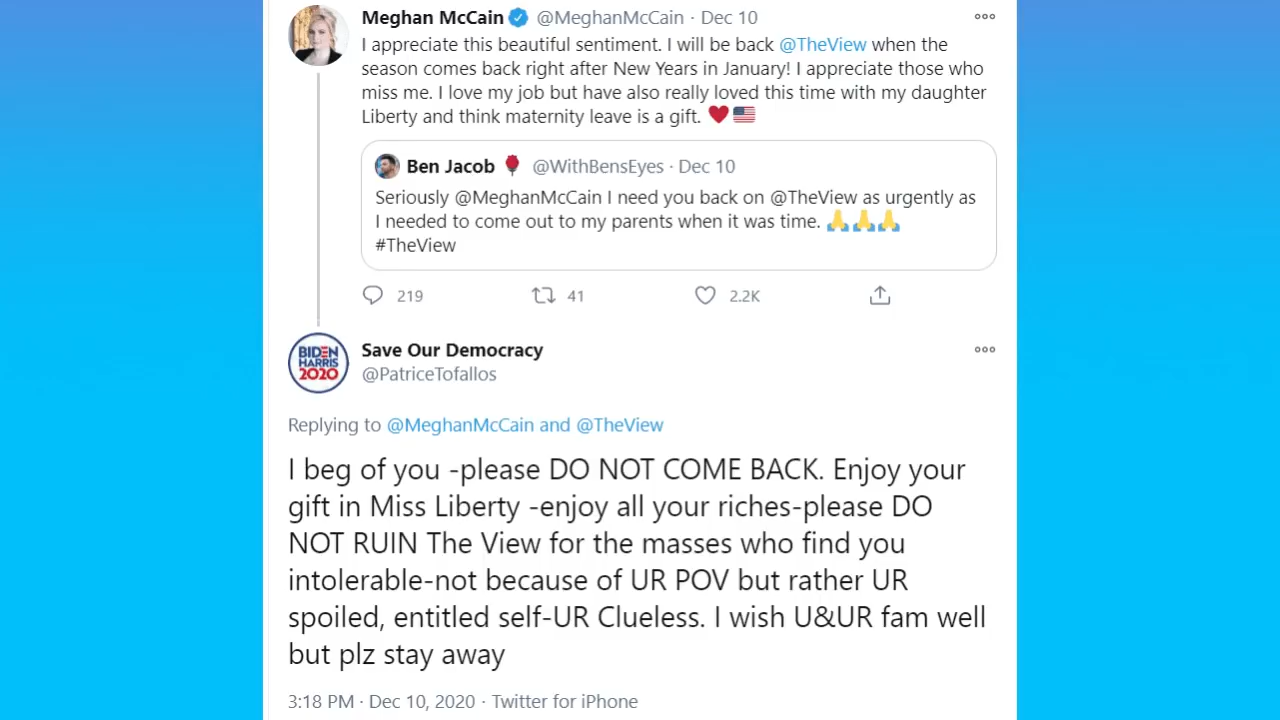 Meghan McCain @MeghanMcCain · Dec 10
I appreciate this beautiful sentiment. I will be back @TheView when the
season comes back right after New Years in January! I appreciate those who
miss me. I love my job but have also really loved this time with my daughter
Liberty and think maternity leave is a gift. ❤️🇺🇸
Ben Jacob 🌹 @WithBensEyes · Dec 10
Seriously @MeghanMcCain I need you back on @TheView as urgently as
I needed to come out to my parents when it was time. 🙏🙏🙏
#TheView
219 41 2.2K
BIDEN
HARRIS
2020
Save Our Democracy
@PatriceTofallos
Replying to @MeghanMcCain and @TheView
I beg of you -please DO NOT COME BACK. Enjoy your
gift in Miss Liberty -enjoy all your riches-please DO
NOT RUIN The View for the masses who find you
intolerable-not because of UR POV but rather UR
spoiled, entitled self-UR Clueless. I wish U&UR fam well
but plz stay away
3:18 PM · Dec 10, 2020 · Twitter for iPhone